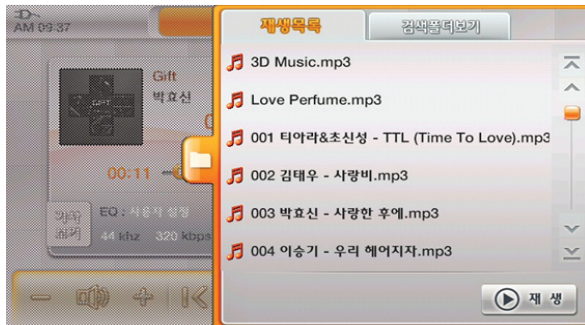 AM 09:37
재생목록
검색폴더보기
Gift
박효신
00:11
EQ : 사용자 설정
44 khz 320 kbps
3D Music.mp3
Love Perfume.mp3
001 티아라&초신성 - TTL (Time To Love).mp3
002 김태우 - 사랑비.mp3
003 박효신 - 사랑한 후에.mp3
004 이승기 - 우리 헤어지자.mp3
재 생